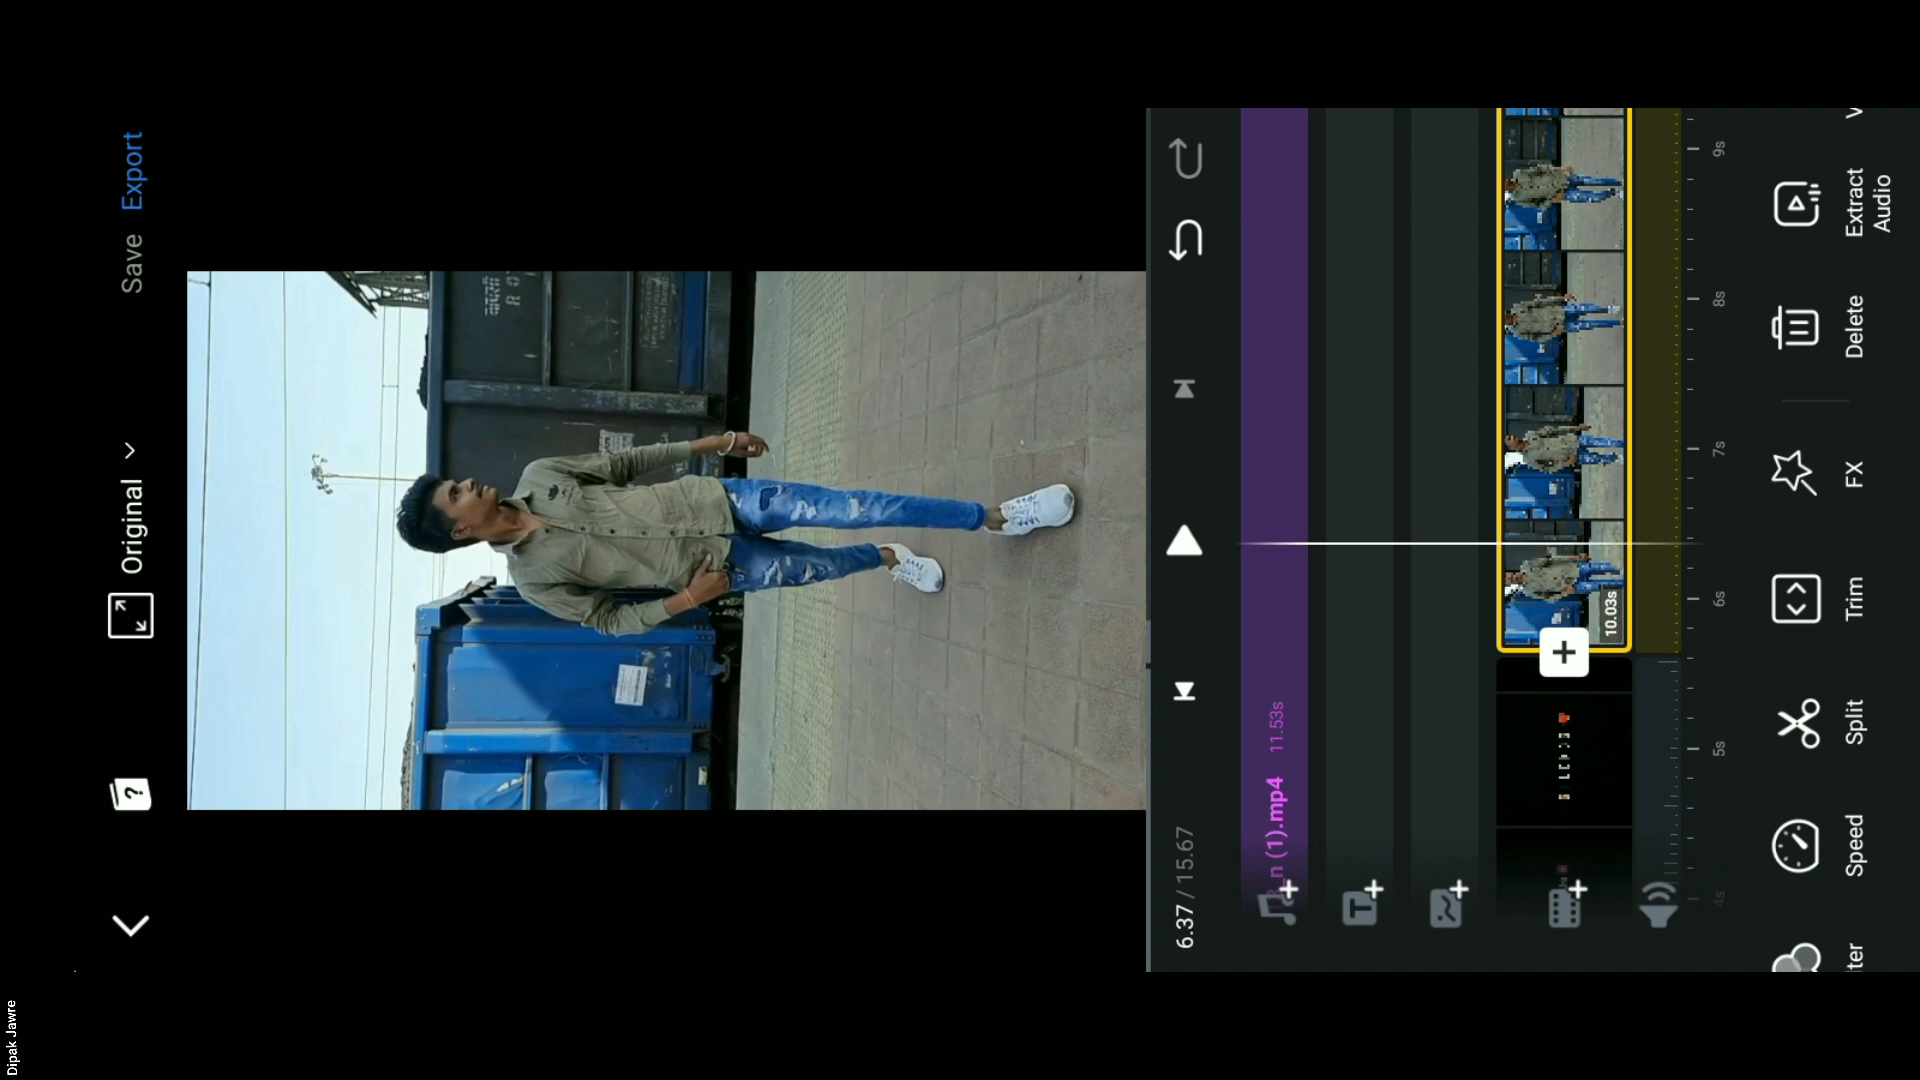 Original
Save
Export
6.37 / 15.67
n (1).mp4 11.53s
10.03s
4s
5s
6s
7s
8s
9s
Speed
Split
Trim
FX
Delete
Extract
Audio
Dipak Jawre